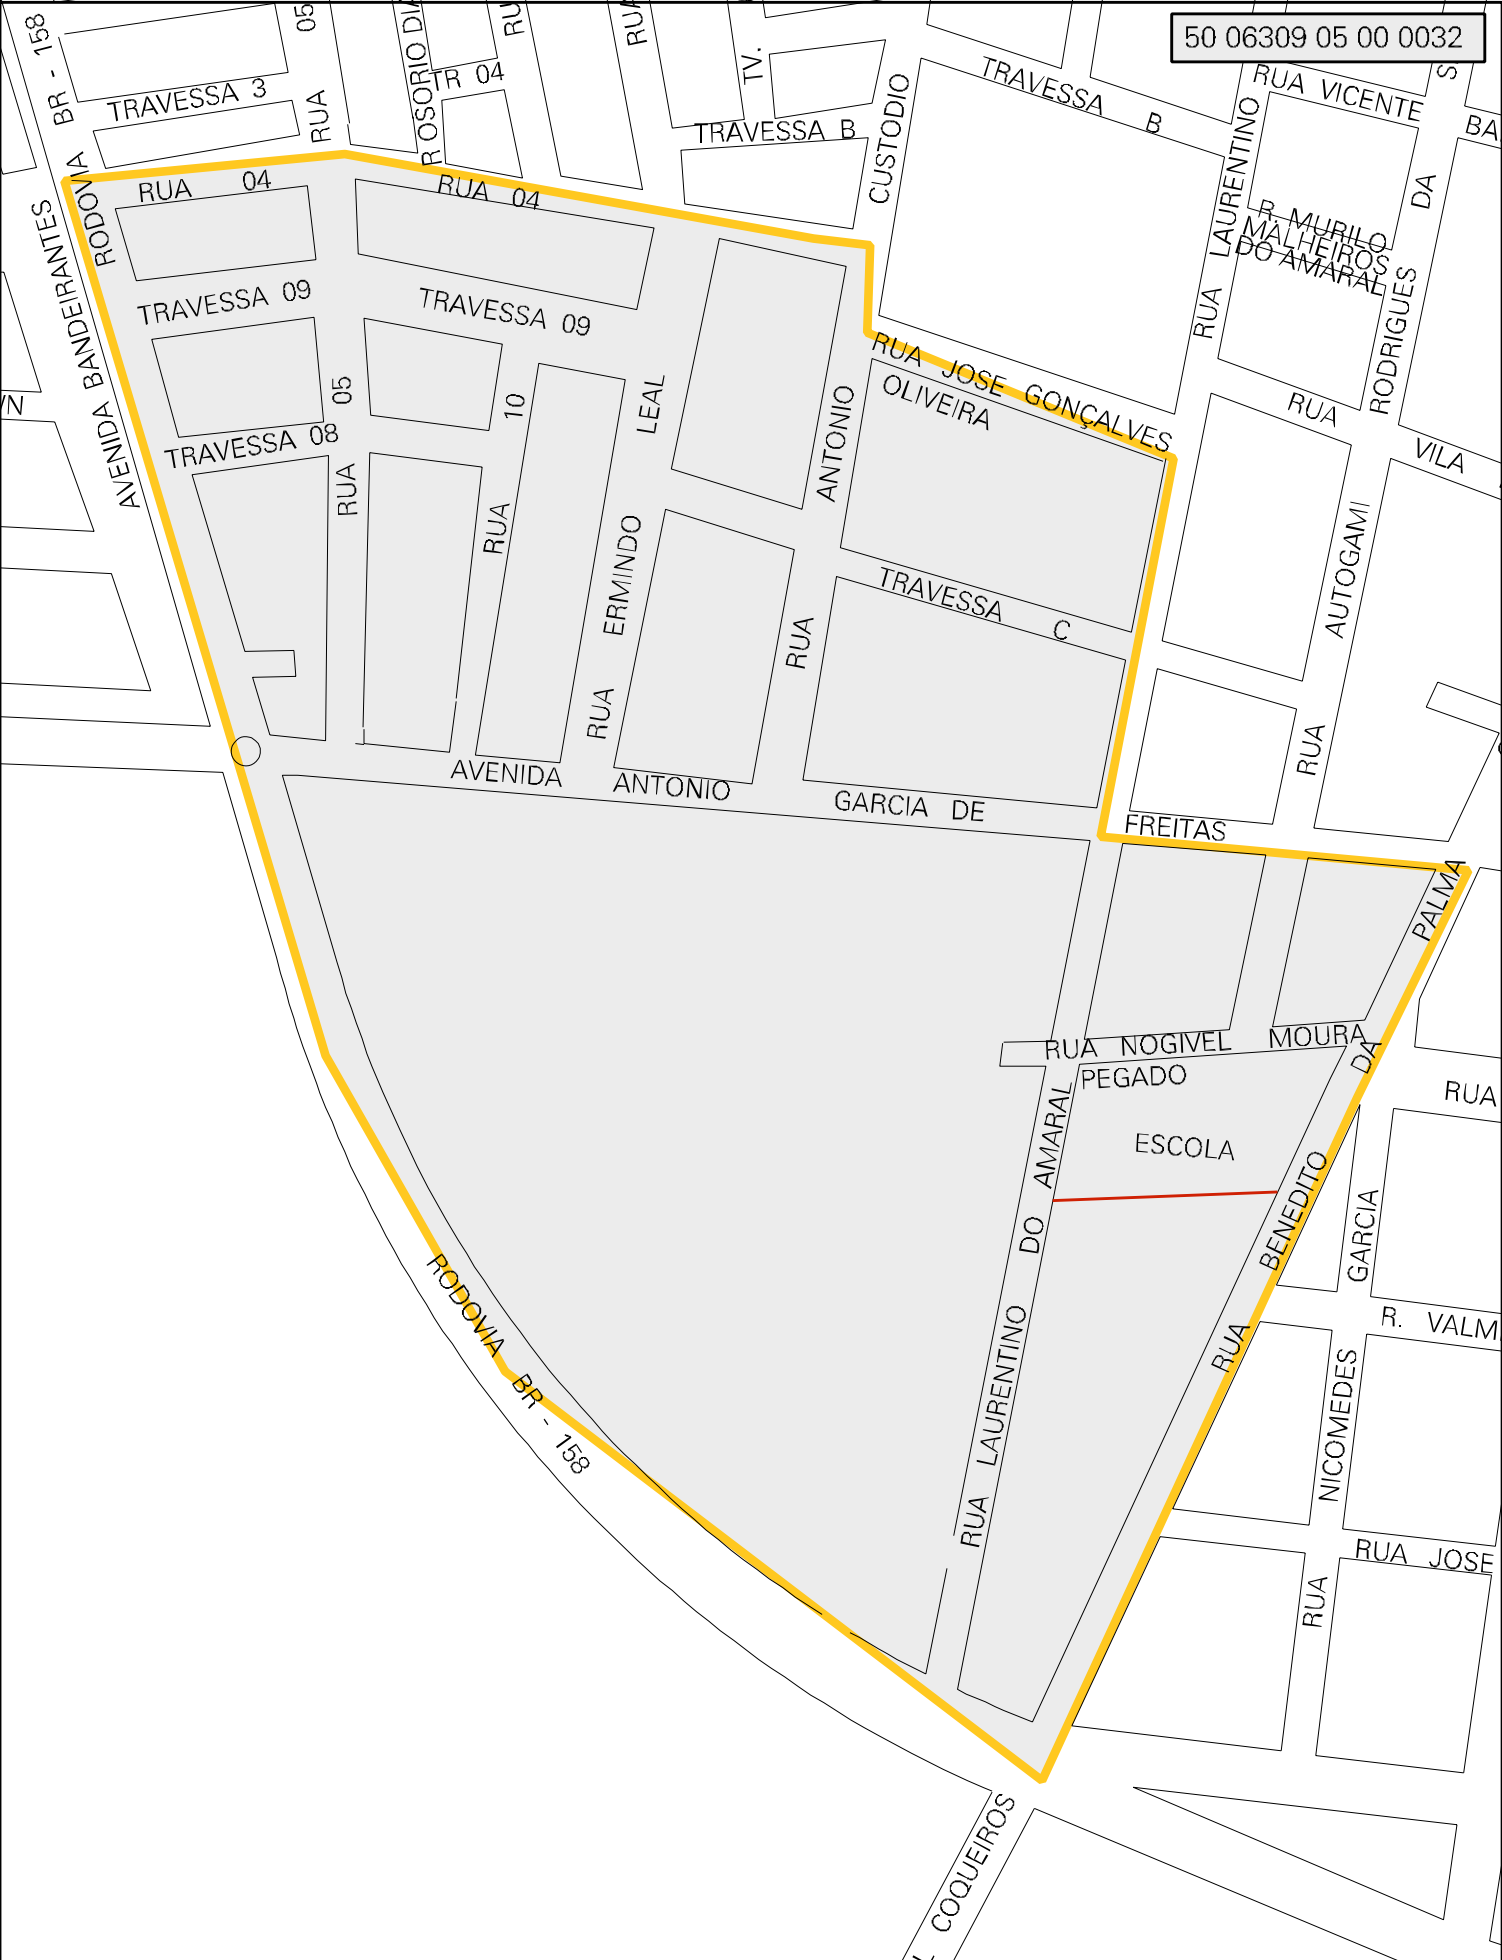 50 06309 05 00 0032
BR - 158
05
R OSORIO
RUA
TV.
TRAVESSA B
RUA VICENTE
TRAVESSA 3
TR 04
RUA
TRAVESSA B
CUSTODIO
RUA LAURENTINO
DA
R. MURILO
MALHEIROS
DO AMARAL
RODOVIA
RUA 04
RUA 04
AVENIDA BANDEIRANTES
TRAVESSA 09
TRAVESSA 09
RUA JOSE GONÇALVES
OLIVEIRA
RODRIGUES
RUA
VILA
05
10
LEAL
ANTONIO
TRAVESSA 08
RUA
RUA
ERMINDO
RUA
TRAVESSA C
RUA
AUTOGAMI
RUA
AVENIDA ANTONIO GARCIA DE FREITAS
PALMA
RUA NOGIVEL MOURA
PEGADO
DA
RUA
ESCOLA
RUA LAURENTINO DO AMARAL
RUA BENEDITO
GARCIA
R. VALM
NICOMEDES
RUA
RUA JOSE
RODOVIA BR - 158
COQUEIROS